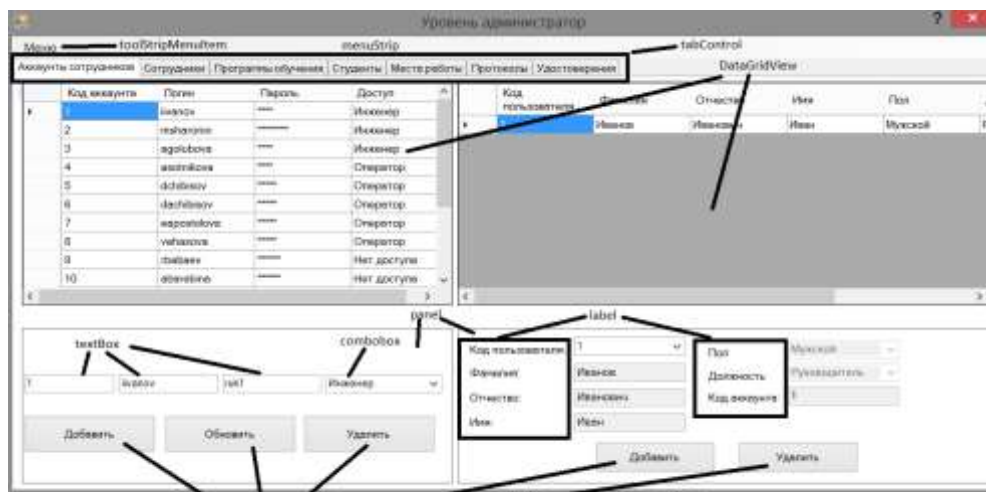 Уровень администратор
?
Меню toolStripMenuItem menuStrip tabControl
Аккаунты сотрудников Сотрудники Программы обучения Студенты Место работы Протоколы Удостоверения
DataGridView
Код аккаунта Логин Пароль Доступ
1 ivanov **** Инженер
2 Инженер
3 agolubova **** Инженер
4 Оператор
5 Оператор
6 Оператор
7 Оператор
8 Оператор
9 Нет доступа
10 Нет доступа
Код пользователя Фамилия Отчество Имя Пол
Иванов Иванович Иван Мужской
panel
label
textBox
combobox
1 ivanov Инженер
Добавить Обновить Удалить
Код пользователя 1
Фамилия: Иванов
Отчество: Иванович
Имя: Иван
Пол Мужской
Должность Руководитель
Код аккаунта 1
Добавить Удалить